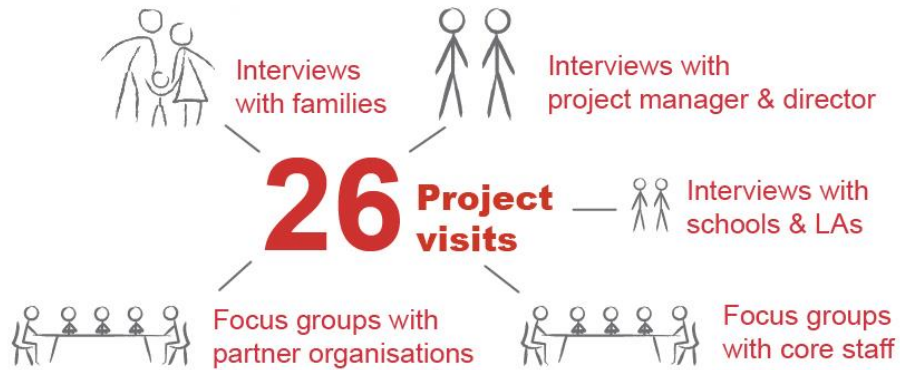 Interviews
with families
Interviews with
project manager & director
26 Project
visits
Interviews with
schools & LAs
Focus groups with
partner organisations
Focus groups
with core staff